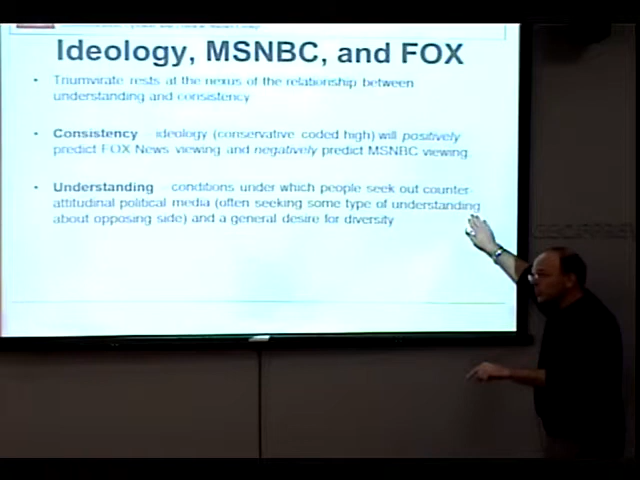 Ideology, MSNBC, and FOX
• Triumvirate rests at the nexus of the relationship between
understanding and consistency
• Consistency ideology (conservative coded high) will positively
predict FOX News viewing and negatively predict MSNBC viewing
• Understanding conditions under which people seek out counter-
attitudinal political media (often seeking some type of understanding
about opposing side) and a general desire for diversity